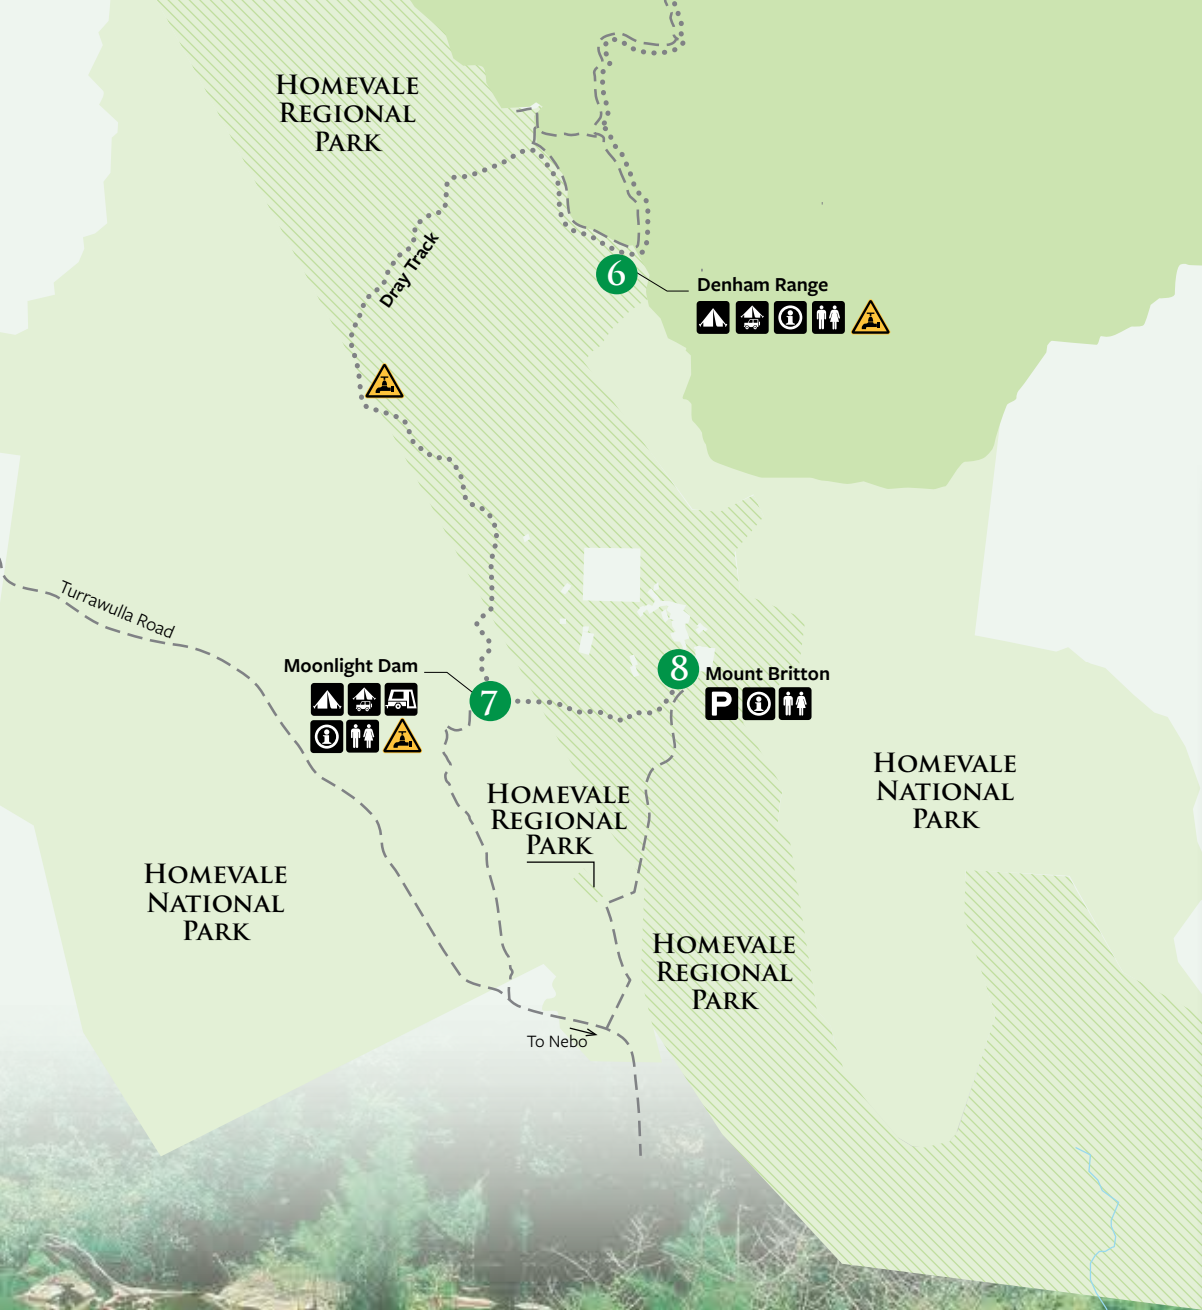 HOMEVALE
REGIONAL
PARK
Dray Track
6
Denham Range
Turrawulla Road
Moonlight Dam
7
8
Mount Britton
P
HOMEVALE
REGIONAL
PARK
HOMEVALE
NATIONAL
PARK
HOMEVALE
NATIONAL
PARK
HOMEVALE
REGIONAL
PARK
To Nebo